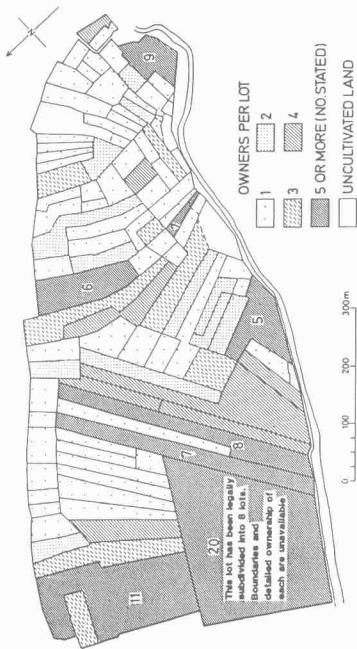 N
9
6
5
7
8
20
11
This lot has been legally
subdivided into 8 lots.
Boundaries and
detailed ownership of
each are unavailable
OWNERS PER LOT
1
2
3
4
5 OR MORE (NO. STATED)
UNCULTIVATED LAND
0
200
300m